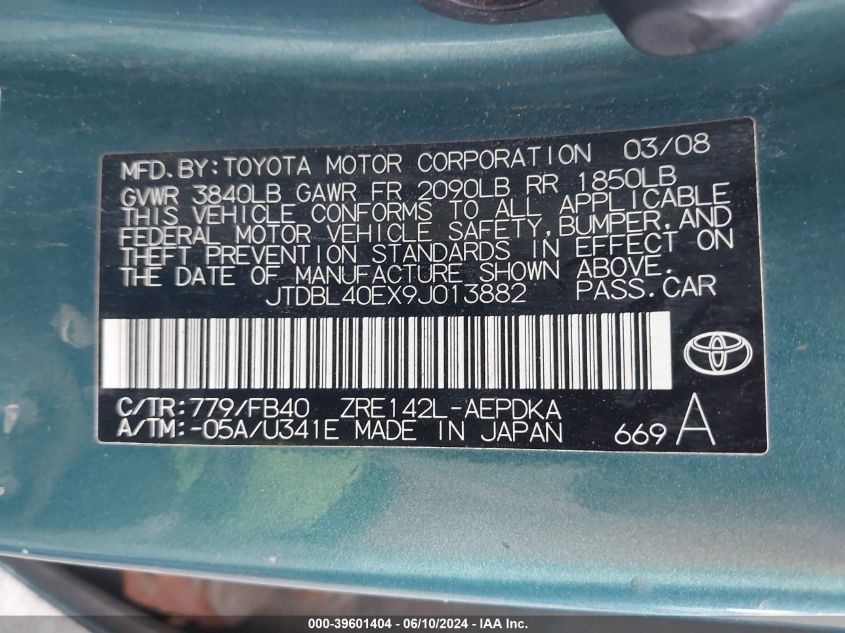 MFD.BY:TOYOTA MOTOR CORPORATION 03/08
GVWR 3840LB GAWR FR 2090LB RR 1850LB
THIS VEHICLE CONFORMS TO ALL APPLICABLE
FEDERAL MOTOR VEHICLE SAFETY,BUMPER,AND
THEFT PREVENTION STANDARDS IN EFFECT ON
THE DATE OF MANUFACTURE SHOWN ABOVE.
JTDBL40EX9J013882 PASS.CAR
C/TR:779/FB40 ZRE142L-AEPDKA
A/TM:-05A/U341E MADE IN JAPAN 669 A
000-39601404 - 06/10/2024 - IAA Inc.